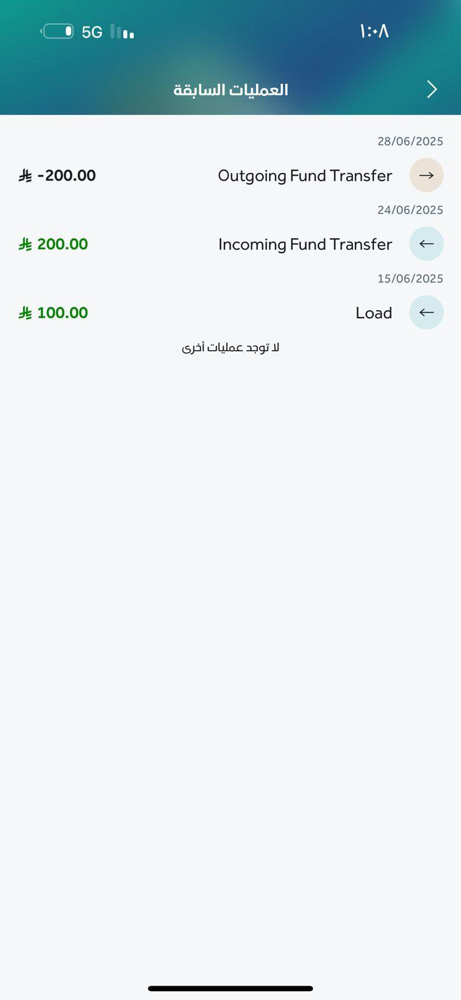 ١:٠٨ 5G
العمليات السابقة
28/06/2025
Outgoing Fund Transfer -200.00
24/06/2025
Incoming Fund Transfer 200.00
15/06/2025
Load 100.00
لا توجد عمليات أخرى